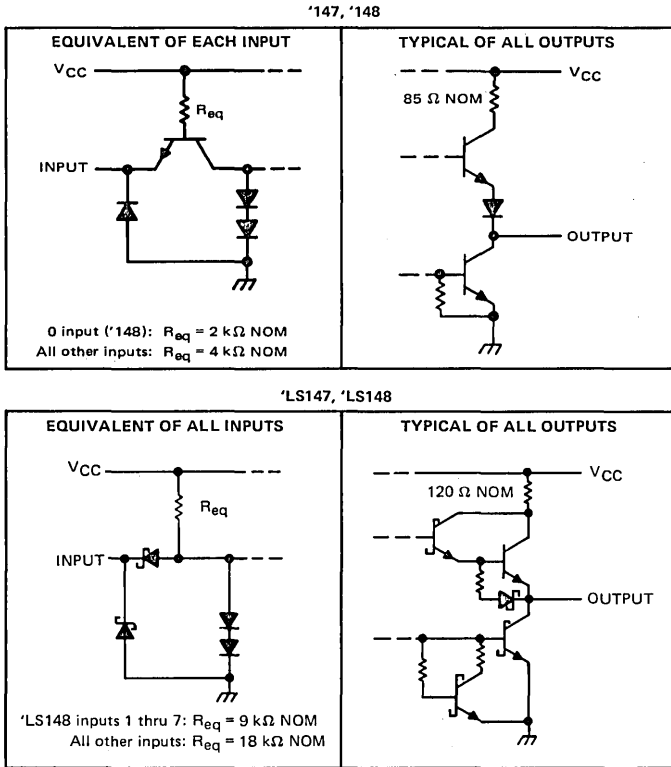 '147, '148
EQUIVALENT OF EACH INPUT
VCC
Req
INPUT
0 input ('148): Req = 2 kΩ NOM
All other inputs: Req = 4 kΩ NOM
TYPICAL OF ALL OUTPUTS
VCC
85 Ω NOM
OUTPUT
'LS147, 'LS148
EQUIVALENT OF ALL INPUTS
VCC
Req
INPUT
'LS148 inputs 1 thru 7: Req = 9 kΩ NOM
All other inputs: Req = 18 kΩ NOM
TYPICAL OF ALL OUTPUTS
VCC
120 Ω NOM
OUTPUT